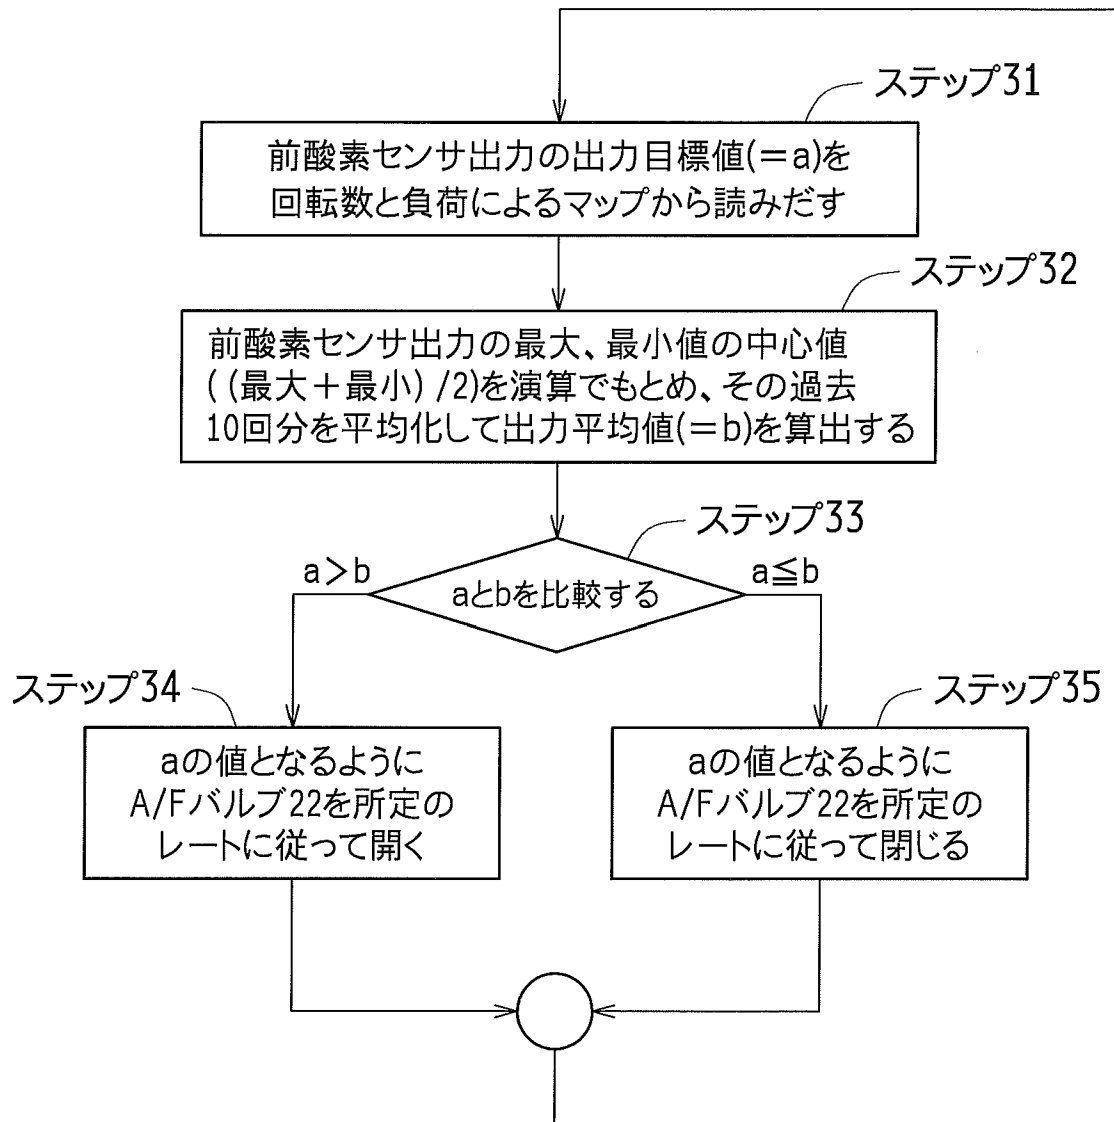 ステップ31
前酸素センサ出力の出力目標値(=a)を
回転数と負荷によるマップから読みだす
ステップ32
前酸素センサ出力の最大、最小値の中心値
((最大+最小) /2)を演算でもとめ、その過去
10回分を平均化して出力平均値(=b)を算出する
ステップ33
a>b
aとbを比較する
a≦b
ステップ34
ステップ35
aの値となるように
A/Fバルブ22を所定の
レートに従って開く
aの値となるように
A/Fバルブ22を所定の
レートに従って閉じる